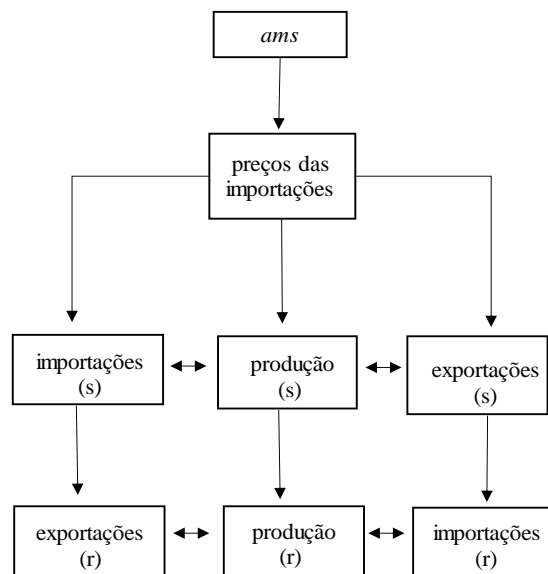 ams
preços das
importações
importações
(s)
produção
(s)
exportações
(s)
exportações
(r)
produção
(r)
importações
(r)